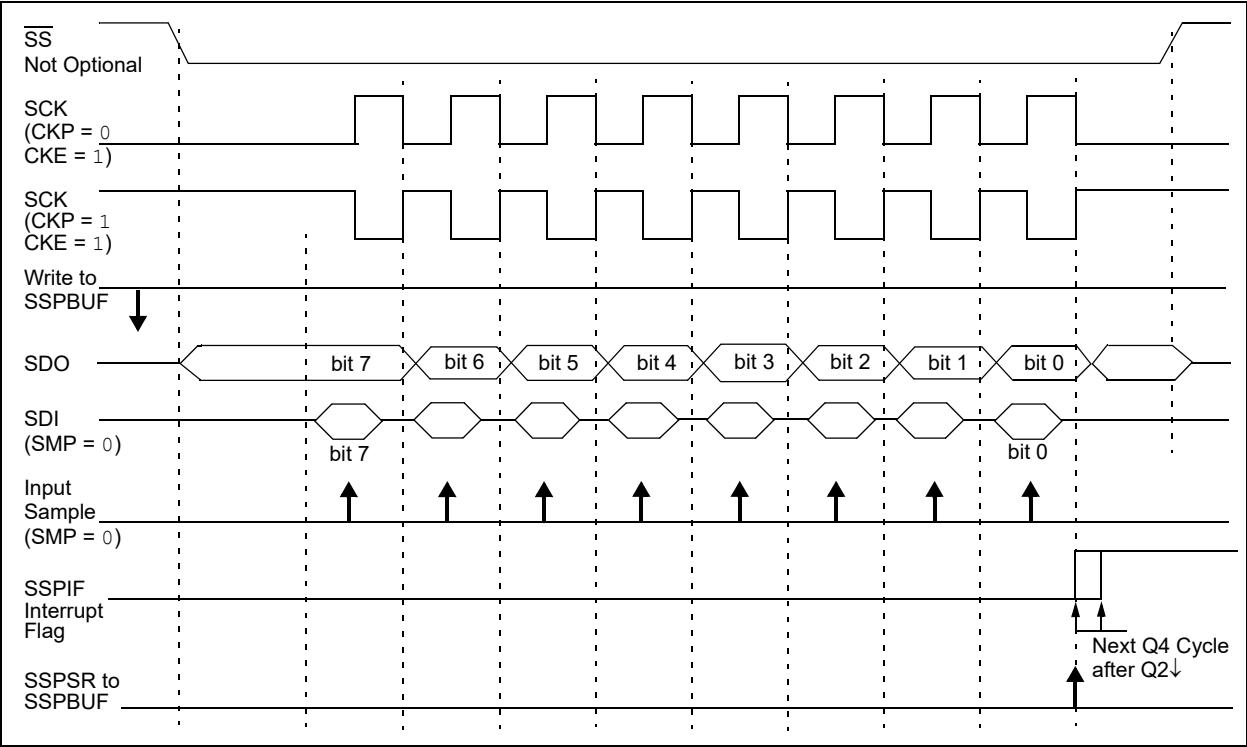 SS
Not Optional
SCK
(CKP = 0
CKE = 1)
SCK
(CKP = 1
CKE = 1)
Write to
SSPBUF
SDO
bit 7
bit 6
bit 5
bit 4
bit 3
bit 2
bit 1
bit 0
SDI
(SMP = 0)
bit 7
bit 0
Input
Sample
(SMP = 0)
SSPIF
Interrupt
Flag
Next Q4 Cycle
after Q2↓
SSPSR to
SSPBUF